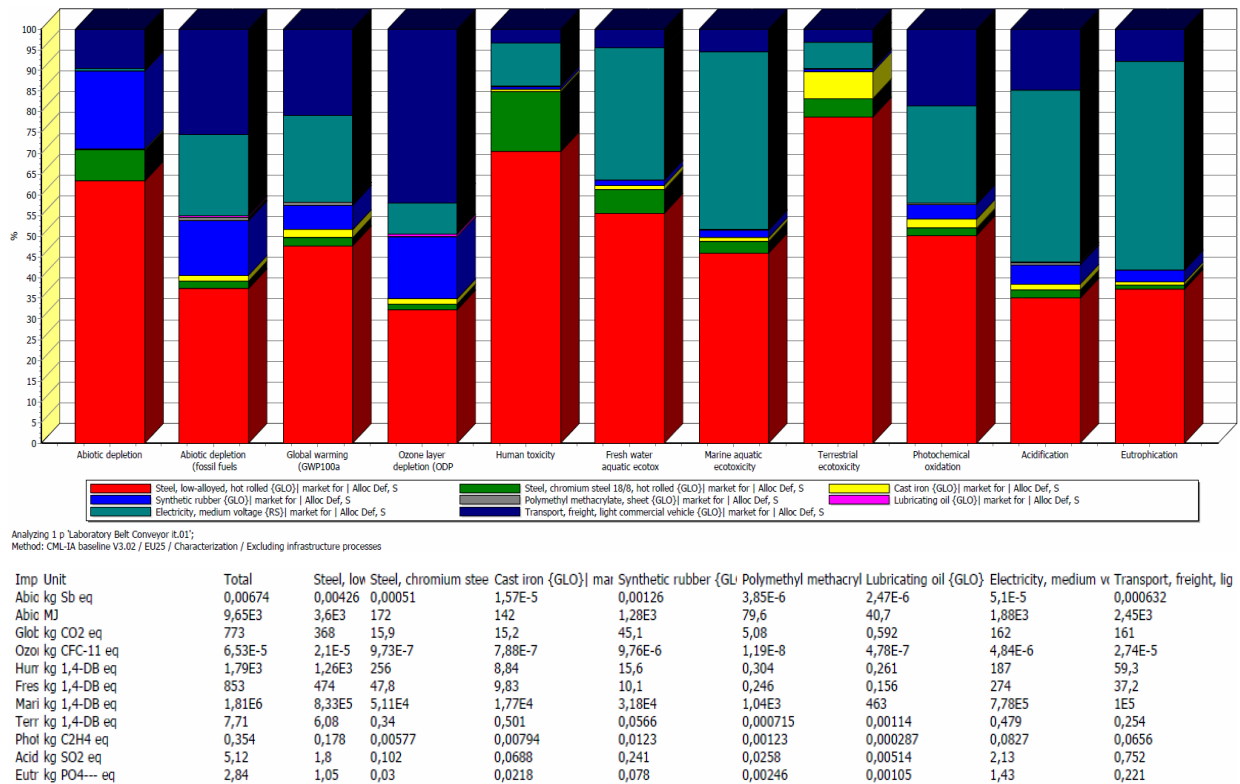 100
95
90
85
80
75
70
65
60
55
50
45
40
35
30
25
20
15
10
5
0
%
Abiotic depletion
Abiotic depletion (fossil fuels
Global warming (GWP100a
Ozone layer depletion (ODP
Human toxicity
Fresh water aquatic ecotox
Marine aquatic ecotoxicity
Terrestrial ecotoxicity
Photochemical oxidation
Acidification
Eutrophication
Steel, low-alloyed, hot rolled {GLO}| market for | Alloc Def, S
Steel, chromium steel 18/8, hot rolled {GLO}| market for | Alloc Def, S
Cast iron {GLO}| market for | Alloc Def, S
Synthetic rubber {GLO}| market for | Alloc Def, S
Polymethyl methacrylate, sheet {GLO}| market for | Alloc Def, S
Lubricating oil {GLO}| market for | Alloc Def, S
Electricity, medium voltage {RS}| market for | Alloc Def, S
Transport, freight, light commercial vehicle {GLO}| market for | Alloc Def, S
Analyzing 1 p 'Laboratory Belt Conveyor it.01';
Method: CML-IA baseline V3.02 / EU25 / Characterization / Excluding infrastructure processes
Imp Unit Total Steel, low Steel, chromium stee Cast iron {GLO}| mar Synthetic rubber {GL Polymethyl methacryl Lubricating oil {GLO} Electricity, medium vo Transport, freight, lig
Abio kg Sb eq 0,00674 0,00426 0,00051 1,57E-5 0,00126 3,85E-6 2,47E-6 5,1E-5 0,000632
Abio MJ 9,65E3 3,6E3 172 142 1,28E3 79,6 40,7 1,88E3 2,45E3
Glob kg CO2 eq 773 368 15,9 15,2 45,1 5,08 0,592 162 161
Ozo kg CFC-11 eq 6,53E-5 2,1E-5 9,73E-7 7,88E-7 9,76E-6 1,19E-8 4,78E-7 4,84E-6 2,74E-5
Hum kg 1,4-DB eq 1,79E3 1,26E3 256 8,84 15,6 0,304 0,261 187 59,3
Fres kg 1,4-DB eq 853 474 47,8 9,83 10,1 0,246 0,156 274 37,2
Mari kg 1,4-DB eq 1,81E6 8,33E5 5,11E4 1,77E4 3,18E4 1,04E3 463 7,78E5 1E5
Terr kg 1,4-DB eq 7,71 6,08 0,34 0,501 0,0566 0,000715 0,00114 0,479 0,254
Phot kg C2H4 eq 0,354 0,178 0,00577 0,00794 0,0123 0,00123 0,000287 0,0827 0,0656
Acid kg SO2 eq 5,12 1,8 0,102 0,0688 0,241 0,0258 0,00514 2,13 0,752
Eutr kg PO4--- eq 2,84 1,05 0,03 0,0218 0,078 0,00246 0,00105 1,43 0,221